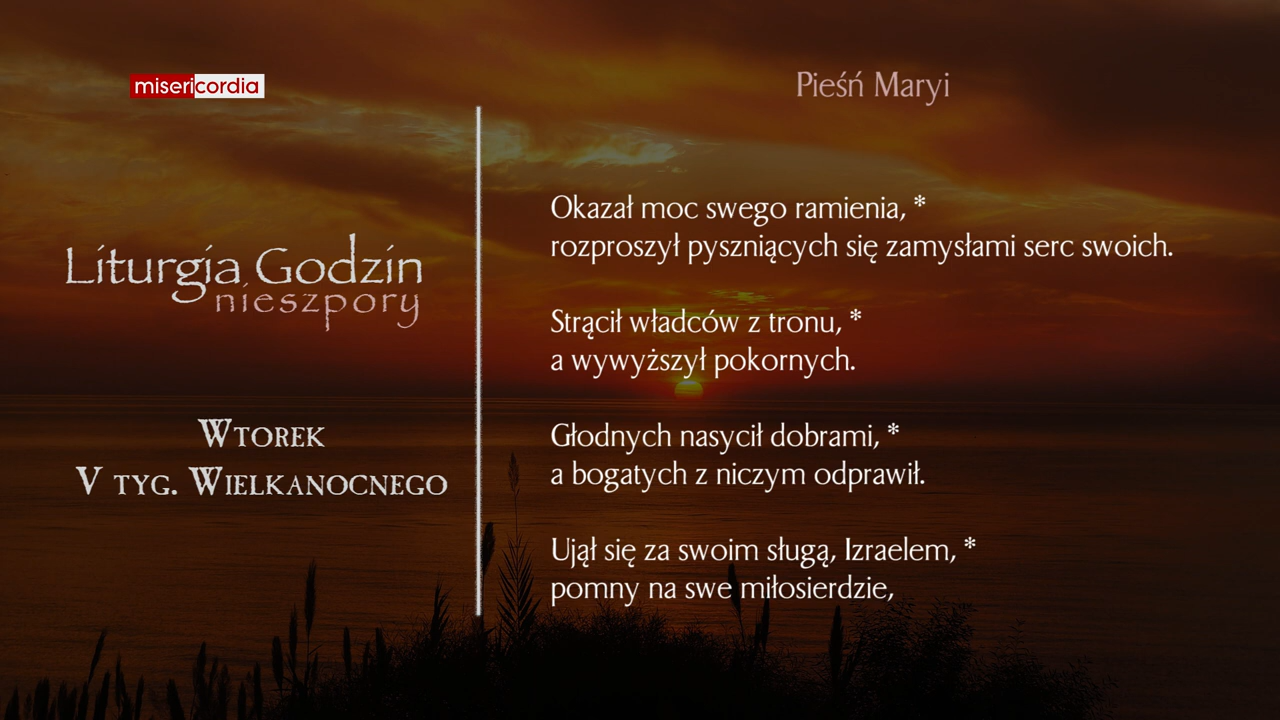 misericordia
Liturgia Godzin
nieszpory
Wtorek
V tyg. Wielkanocnego
Pieśń Maryi
Okazał moc swego ramienia, *
rozproszył pyszniących się zamysłami serc swoich.
Strącił władców z tronu, *
a wywyższył pokornych.
Głodnych nasycił dobrami, *
a bogatych z niczym odprawił.
Ujął się za swoim sługą, Izraelem, *
pomny na swe miłosierdzie,